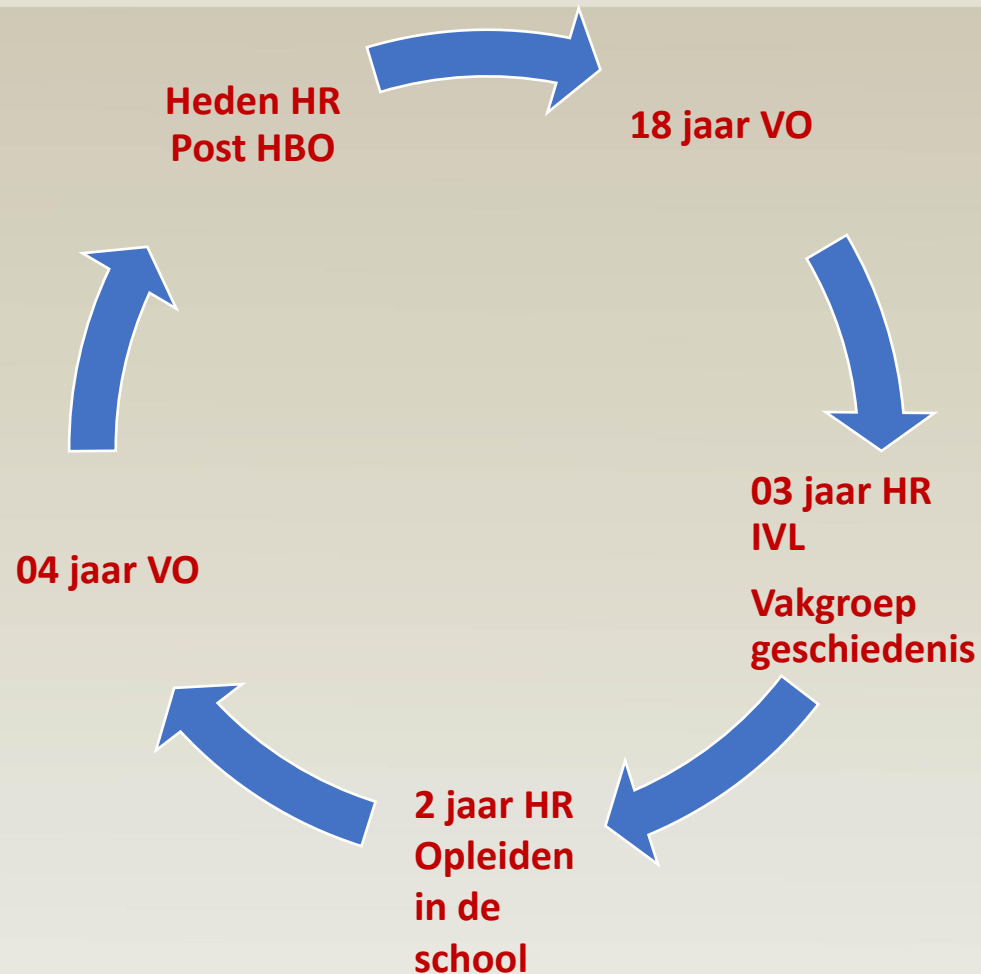 Heden HR
Post HBO
18 jaar VO
03 jaar HR
IVL
Vakgroep
geschiedenis
2 jaar HR
Opleiden
in de
school
04 jaar VO